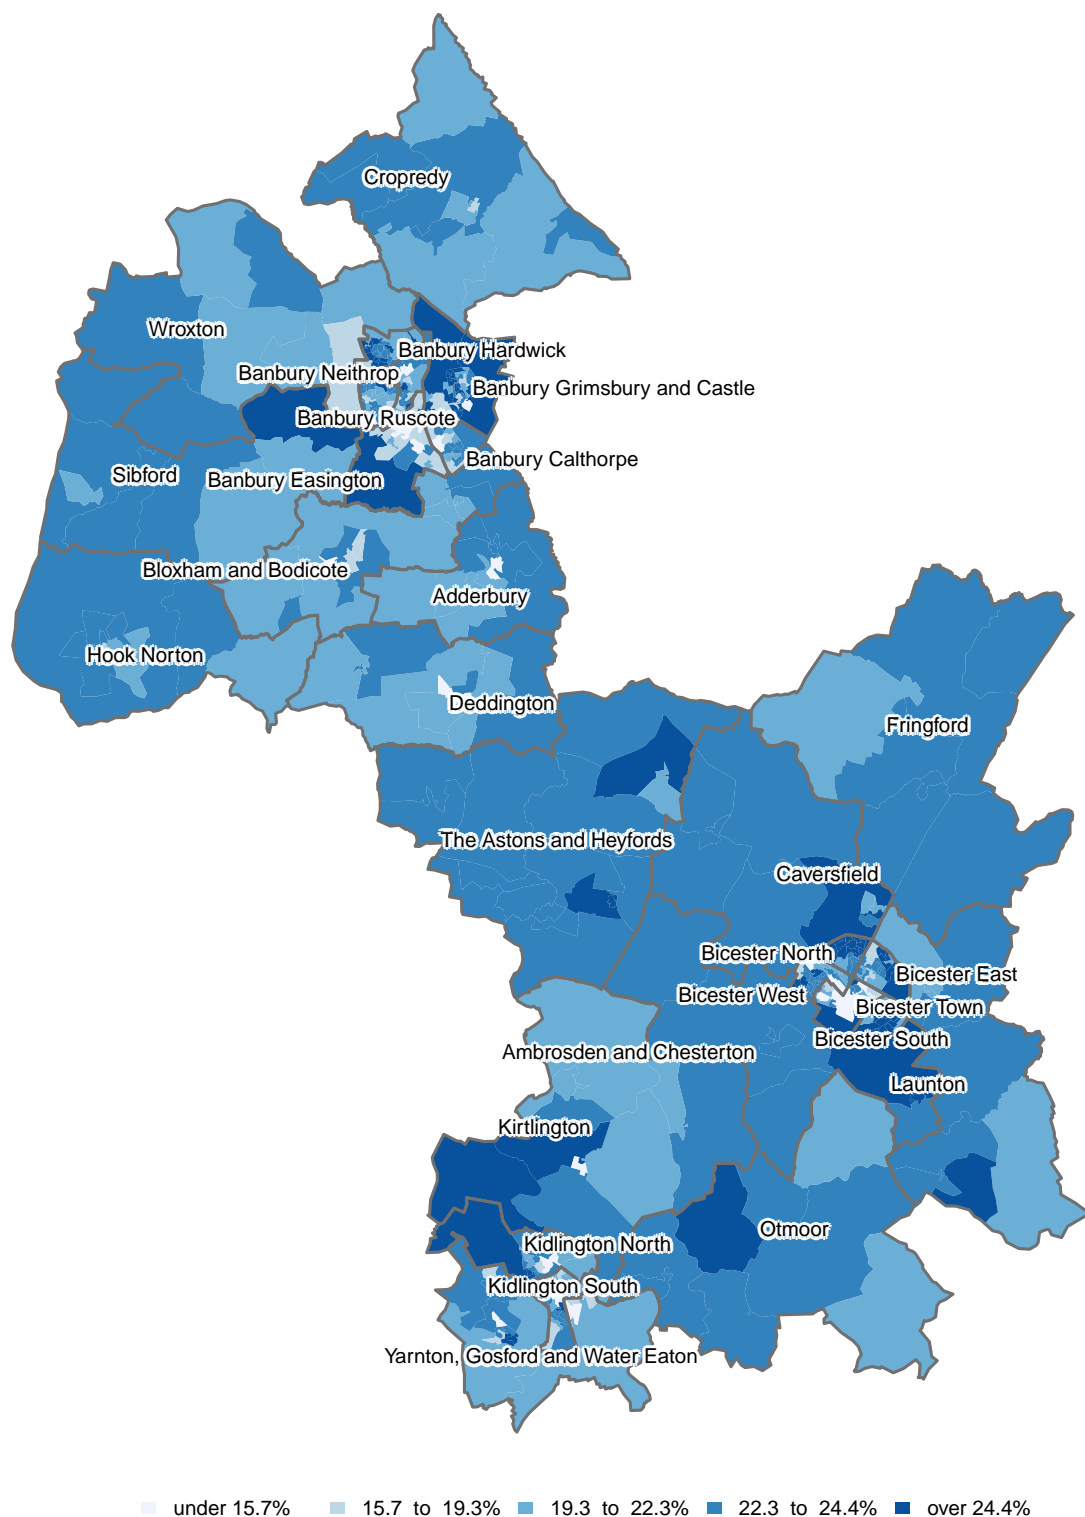 Cropredy
Wroxton
Banbury Hardwick
Banbury Neithrop
Banbury Grimsbury and Castle
Banbury Ruscote
Banbury Calthorpe
Sibford
Banbury Easington
Bloxham and Bodicote
Adderbury
Hook Norton
Deddington
Fringford
The Astons and Heyfords
Caversfield
Bicester North
Bicester East
Bicester West
Bicester Town
Bicester South
Ambrosden and Chesterton
Launton
Kirtlington
Otmoor
Kidlington North
Kidlington South
Yarnton, Gosford and Water Eaton
under 15.7% 15.7 to 19.3% 19.3 to 22.3% 22.3 to 24.4% over 24.4%